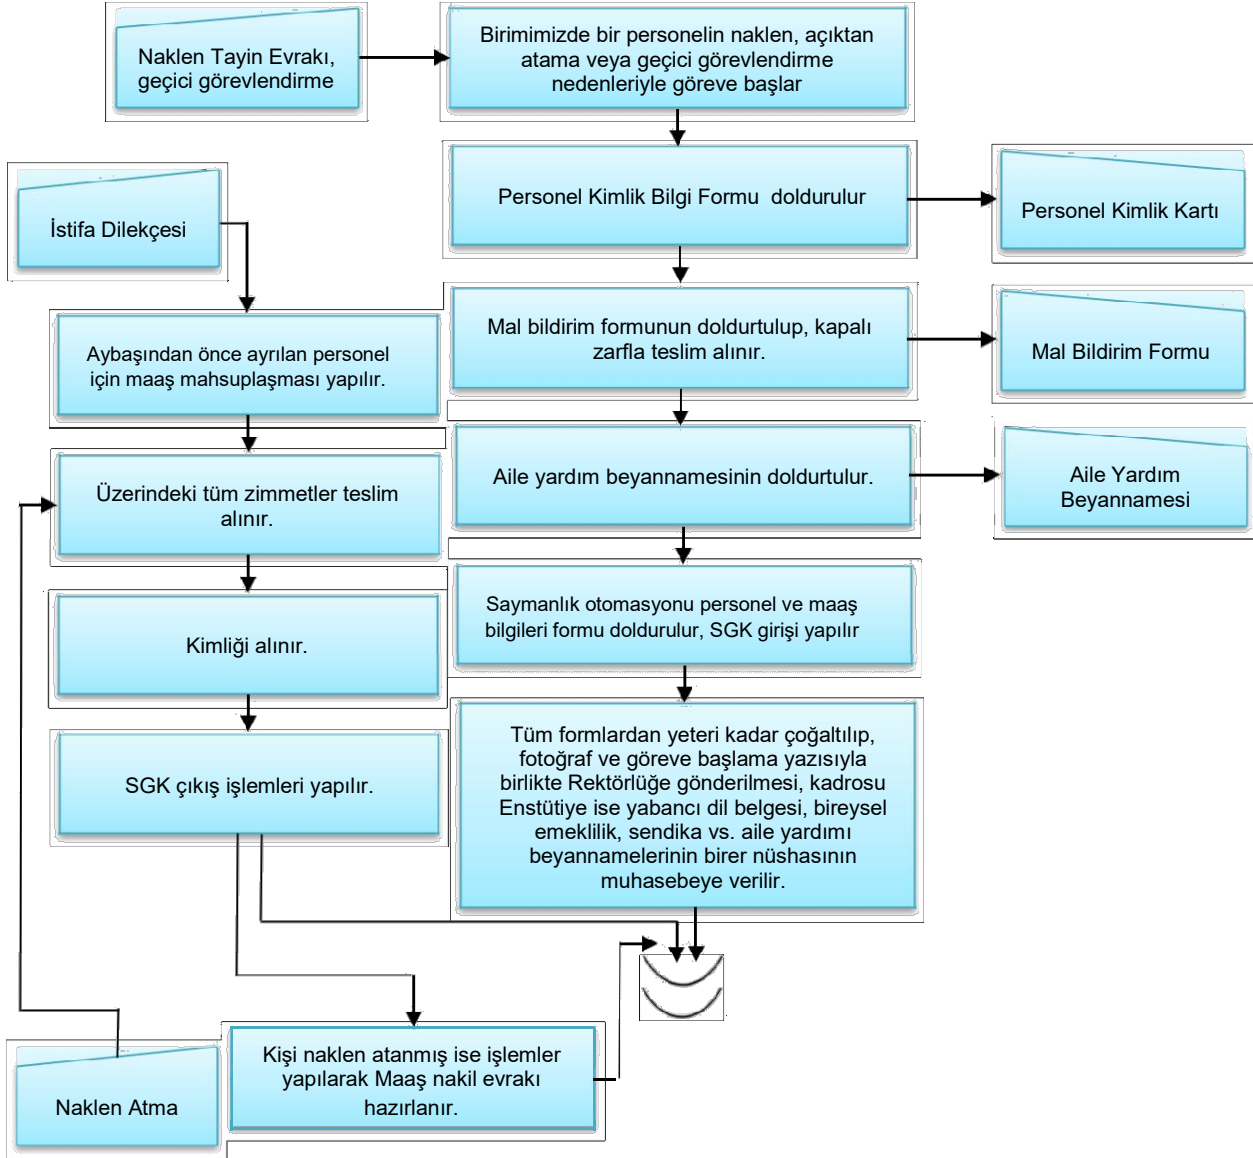 Naklen Tayin Evrakı,
geçici görevlendirme
Birimimizde bir personelin naklen, açıktan
atama veya geçici görevlendirme
nedenleriyle göreve başlar
Personel Kimlik Bilgi Formu doldurulur
Personel Kimlik Kartı
İstifa Dilekçesi
Mal bildirim formunun doldurtulup, kapalı
zarfla teslim alınır.
Mal Bildirim Formu
Aybaşından önce ayrılan personel
için maaş mahsuplaşması yapılır.
Aile yardım beyannamesinin doldurtulur.
Aile Yardım
Beyannamesi
Üzerindeki tüm zimmetler teslim
alınır.
Saymanlık otomasyonu personel ve maaş
bilgileri formu doldurulur, SGK girişi yapılır
Kimliği alınır.
Tüm formlardan yeteri kadar çoğaltılıp,
fotoğraf ve göreve başlama yazısıyla
birlikte Rektörlüğe gönderilmesi, kadrosu
Enstütiye ise yabancı dil belgesi, bireysel
emeklilik, sendika vs. aile yardımı
beyannamelerinin birer nüshasının
muhasebeye verilir.
SGK çıkış işlemleri yapılır.
Kişi naklen atanmış ise işlemler
yapılarak Maaş nakil evrakı
hazırlanır.
Naklen Atma